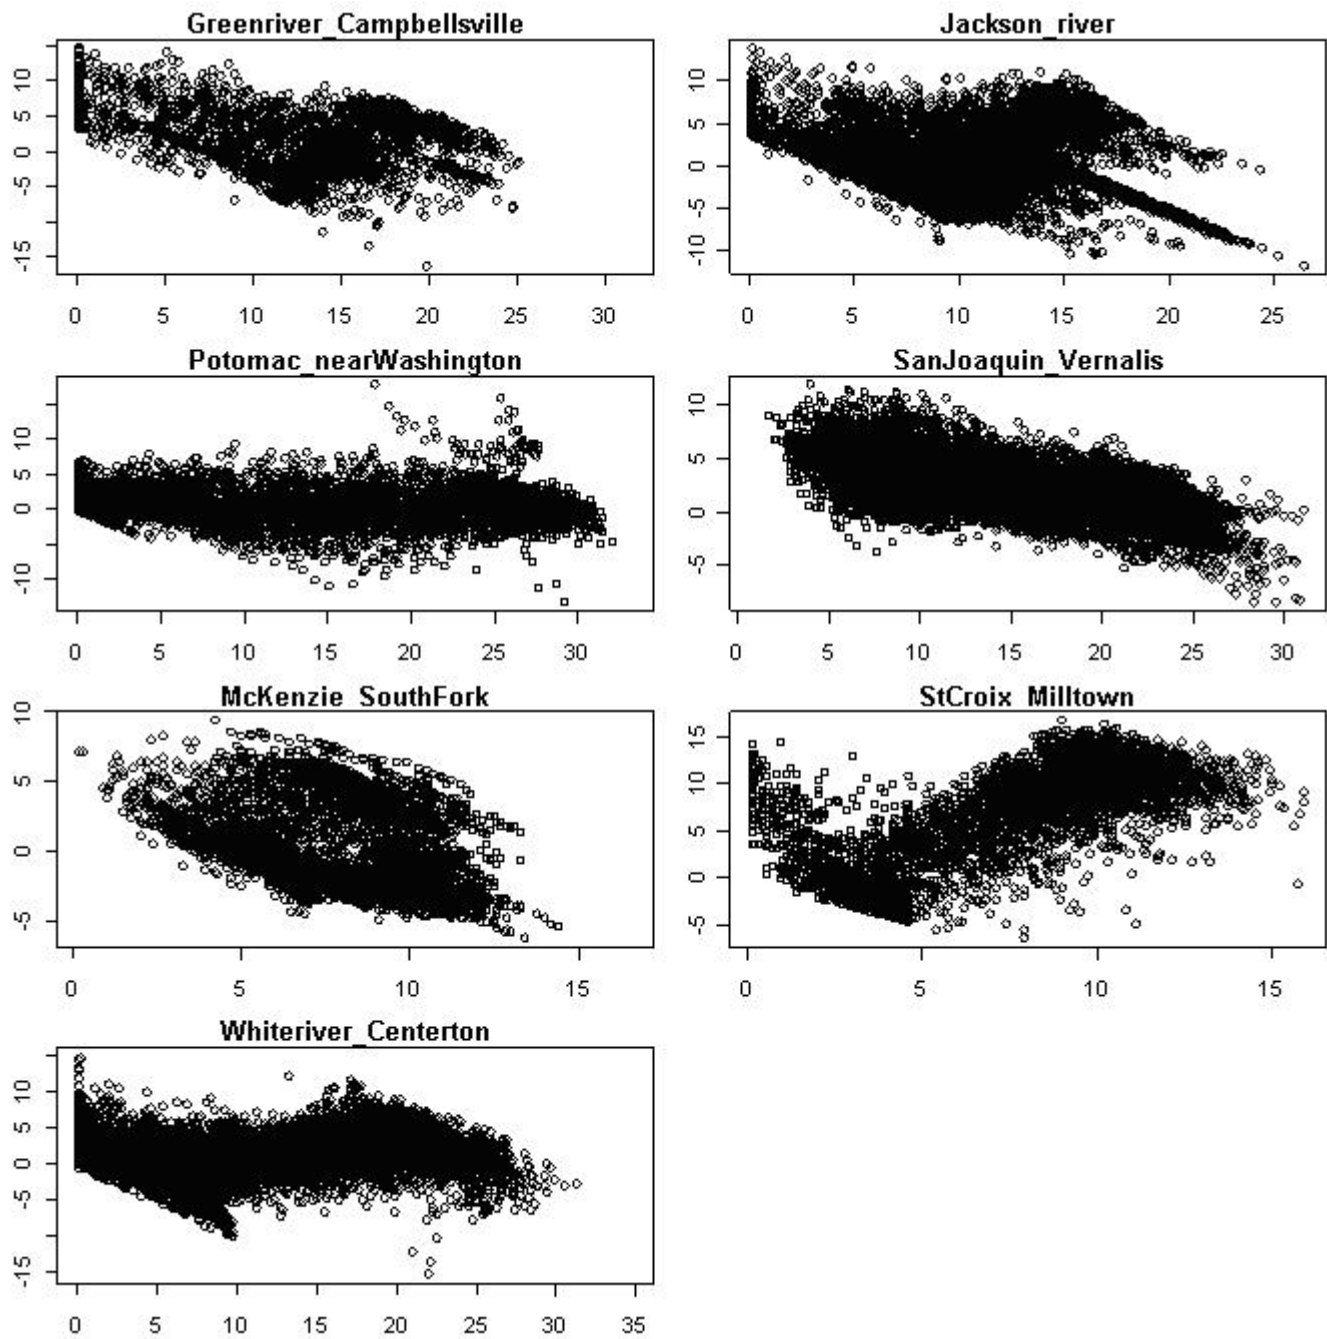 Greenriver_Campbellsville
10
5
0
-5
-15
0 5 10 15 20 25 30
Jackson_river
10
5
0
-5
-10
0 5 10 15 20 25
Potomac_nearWashington
10
5
0
-10
0 5 10 15 20 25 30
SanJoaquin_Vernalis
10
5
0
-5
0 5 10 15 20 25 30
McKenzie_SouthFork
10
5
0
-5
0 5 10 15
StCroix_Milltown
15
10
5
0
-5
0 5 10 15
Whiteriver_Centerton
10
5
0
-5
-15
0 5 10 15 20 25 30 35